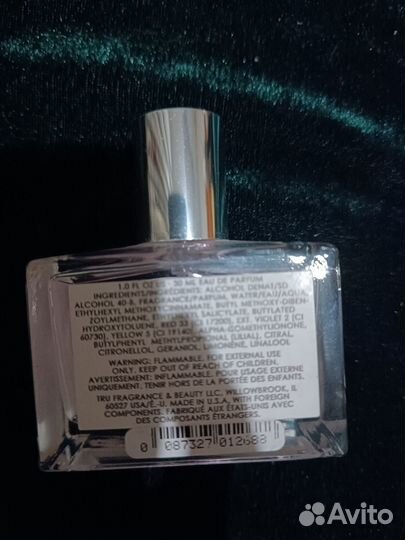 1.0 FL OZ US - 30 ML EAU DE PARFUM
INGREDIENTS/INGRÉDIENTS: ALCOHOL DENAT/SD
ALCOHOL 40-B, FRAGRANCE/PARFUM, WATER/EAU/AQUA,
ETHYLHEXYL METHOXYCINNAMATE, BUTYL METHOXY-DIBEN-
ZOYLMETHANE, ETHYLHEXYL SALICYLATE, BUTYLATED
HYDROXYTOLUENE, RED 33 (CI 17200), EXT. VIOLET 2 (CI
60730), YELLOW 5 (CI 19140), ALPHA-ISOMETHYLIONONE,
BUTYLPHENYL METHYLPROPIONAL (LILIAL), CITRAL,
CITRONELLOL, GERANIOL, LIMONENE, LINALOOL
WARNING: FLAMMABLE. FOR EXTERNAL USE
ONLY. KEEP OUT OF REACH OF CHILDREN.
AVERTISSEMENT: INFLAMMABLE. POUR USAGE EXTERNE
UNIQUEMENT. TENIR HORS DE LA PORTÉE DES ENFANTS.
TRU FRAGRANCE & BEAUTY LLC, WILLOWBROOK, IL
60527 USA/É.-U. MADE IN U.S.A. WITH FOREIGN
COMPONENTS. FABRIQUÉ AUX ÉTATS-UNIS AVEC
DES COMPOSANTS ÉTRANGERS.
0 87327 01268 8
Avito